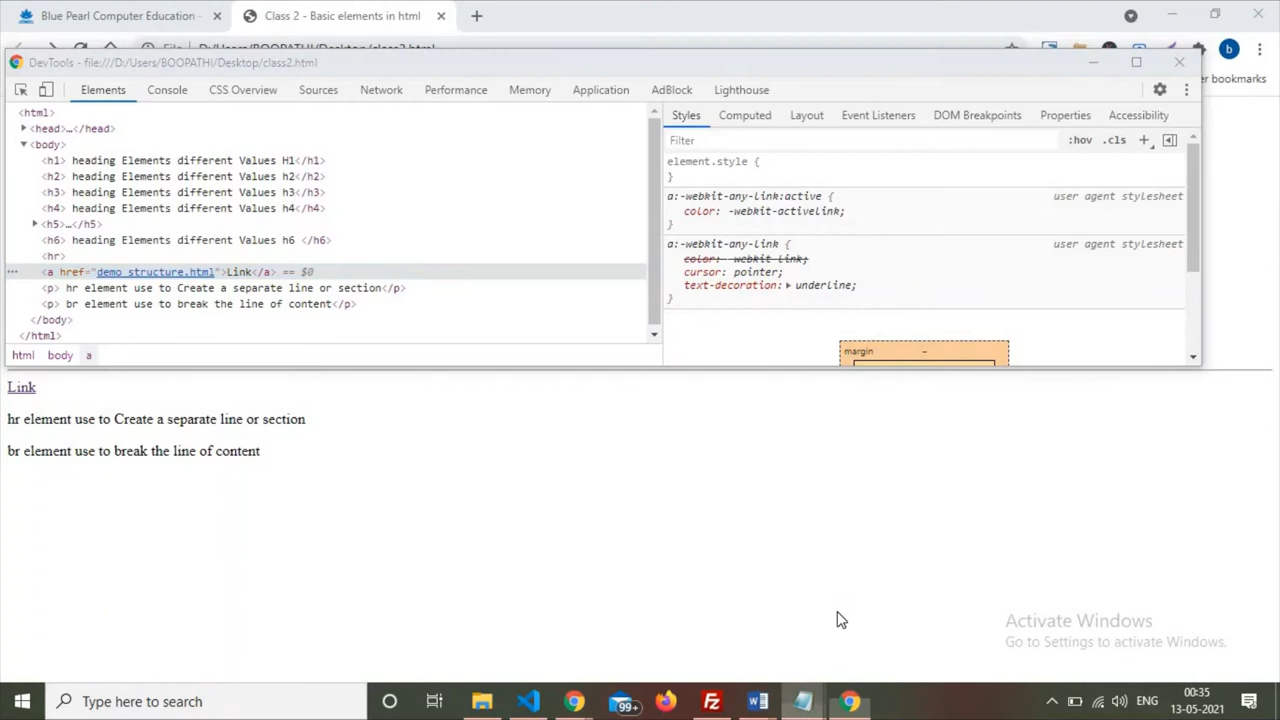 Blue Pearl Computer Education -
Class 2 - Basic elements in html
File
D:/Users/BOOPATHI/Desktop/class2.html
b
er bookmarks
DevTools - file:///D:/Users/BOOPATHI/Desktop/class2.html
Elements Console CSS Overview Sources Network Performance Memory Application AdBlock Lighthouse
<html>
<head>…</head>
<body>
<h1> heading Elements different Values H1</h1>
<h2> heading Elements different Values h2</h2>
<h3> heading Elements different Values h3</h3>
<h4> heading Elements different Values h4</h4>
<h5>…</h5>
<h6> heading Elements different Values h6 </h6>
<hr>
<a href="demo structure.html">Link</a> == $0
<p> hr element use to Create a separate line or section</p>
<p> br element use to break the line of content</p>
</body>
</html>
html body a
Styles Computed Layout Event Listeners DOM Breakpoints Properties Accessibility
Filter
:hov .cls +
element.style {
}
a:-webkit-any-link:active {
user agent stylesheet
color: -webkit-activelink;
}
a:-webkit-any-link {
user agent stylesheet
color: -webkit-link;
cursor: pointer;
text-decoration: underline;
}
margin -
Link
hr element use to Create a separate line or section
br element use to break the line of content
Activate Windows
Go to Settings to activate Windows.
Type here to search
99+
ENG
00:35
13-05-2021